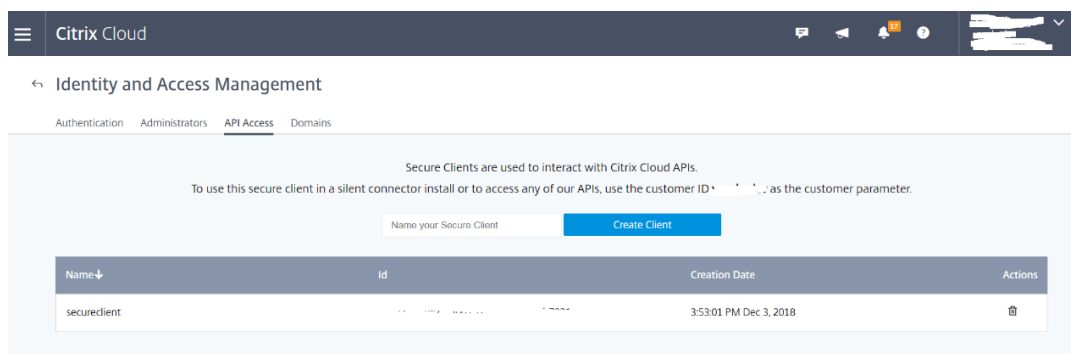 Citrix Cloud
17
Identity and Access Management
Authentication Administrators API Access Domains
Secure Clients are used to interact with Citrix Cloud APIs.
To use this secure client in a silent connector install or to access any of our APIs, use the customer ID as the customer parameter.
Name your Secure Client Create Client
Name Id Creation Date Actions
secureclient 3:53:01 PM Dec 3, 2018